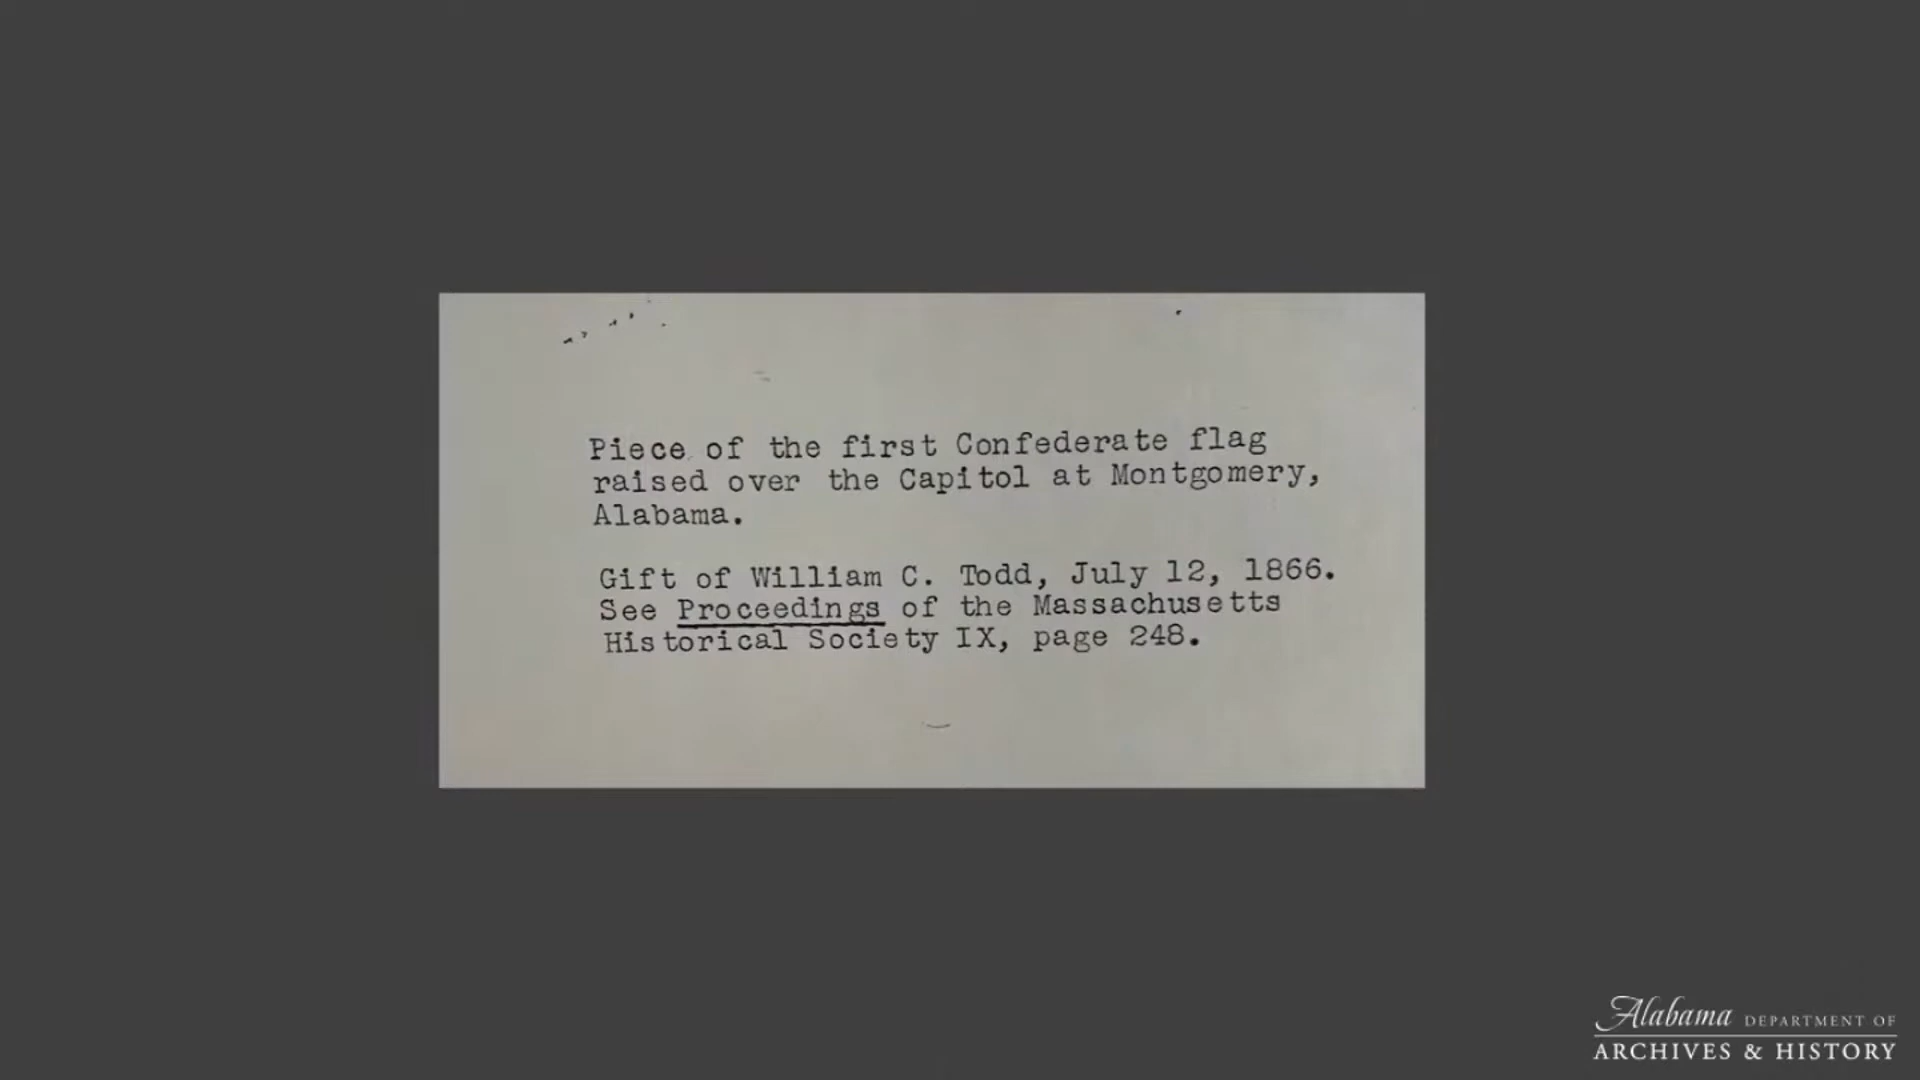 Piece of the first Confederate flag
raised over the Capitol at Montgomery,
Alabama.
Gift of William C. Todd, July 12, 1866.
See Proceedings of the Massachusetts
Historical Society IX, page 248.
Alabama DEPARTMENT OF
ARCHIVES & HISTORY